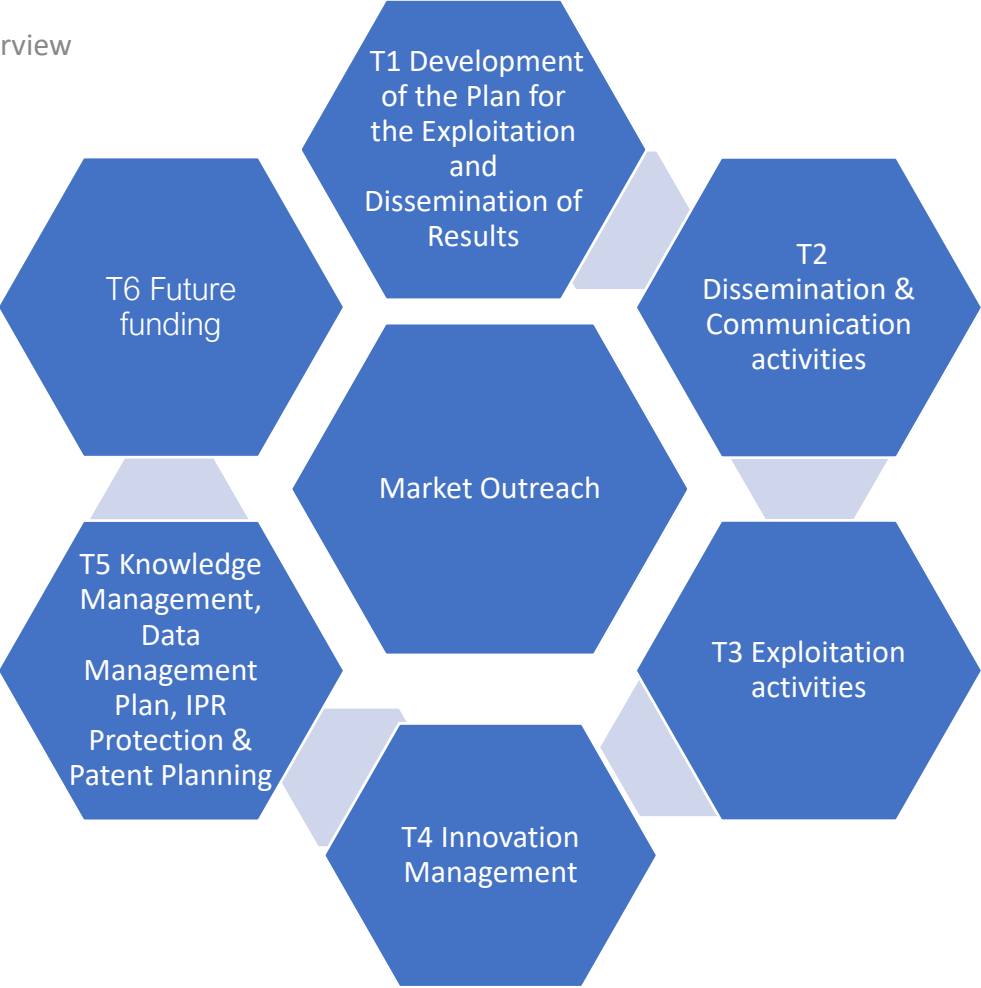 T1 Development
of the Plan for
the Exploitation
and
Dissemination of
Results
T2
Dissemination &
Communication
activities
T6 Future
funding
Market Outreach
T3 Exploitation
activities
T5 Knowledge
Management,
Data
Management
Plan, IPR
Protection &
Patent Planning
T4 Innovation
Management